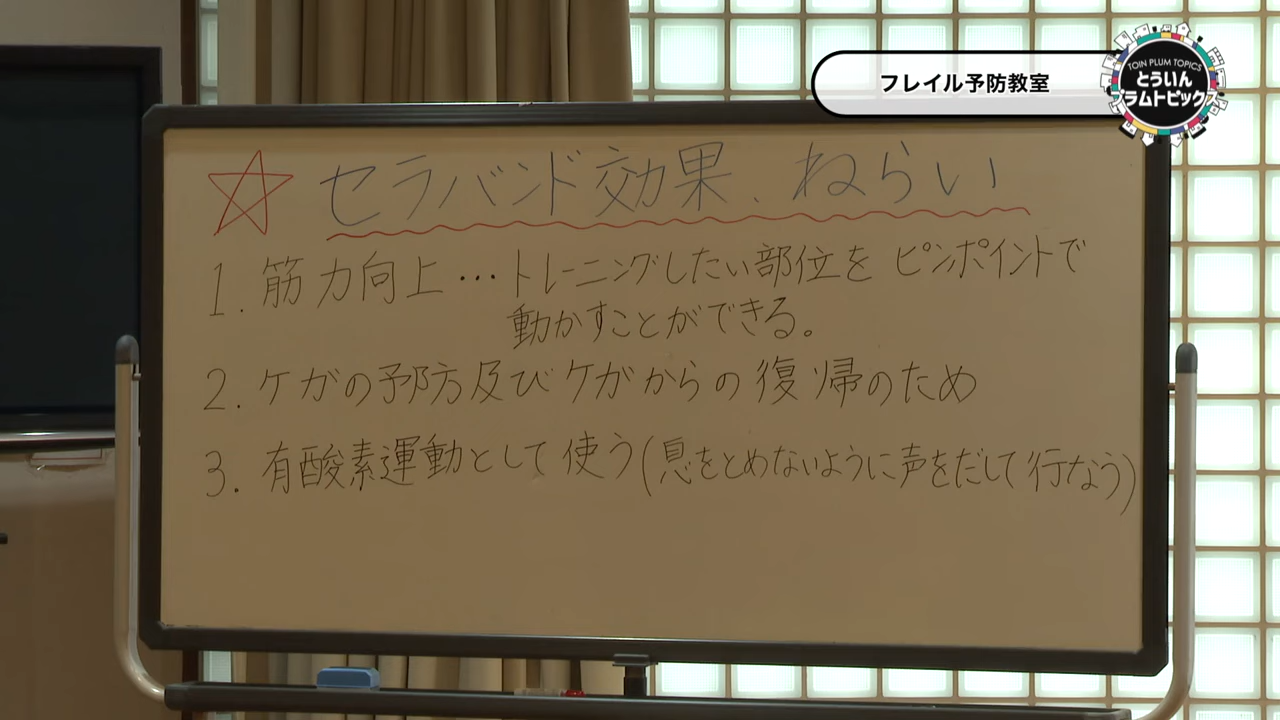 フレイル予防教室
TOIN PLUM TOPICS
とういん
プラムトピックス
☆ セラバンド効果、ねらい
1. 筋力向上…トレーニングしたい部位をピンポイントで
動かすことができる。
2. ケガの予防及びケガからの復帰のため
3. 有酸素運動として使う(息をとめないように声をだして行なう)